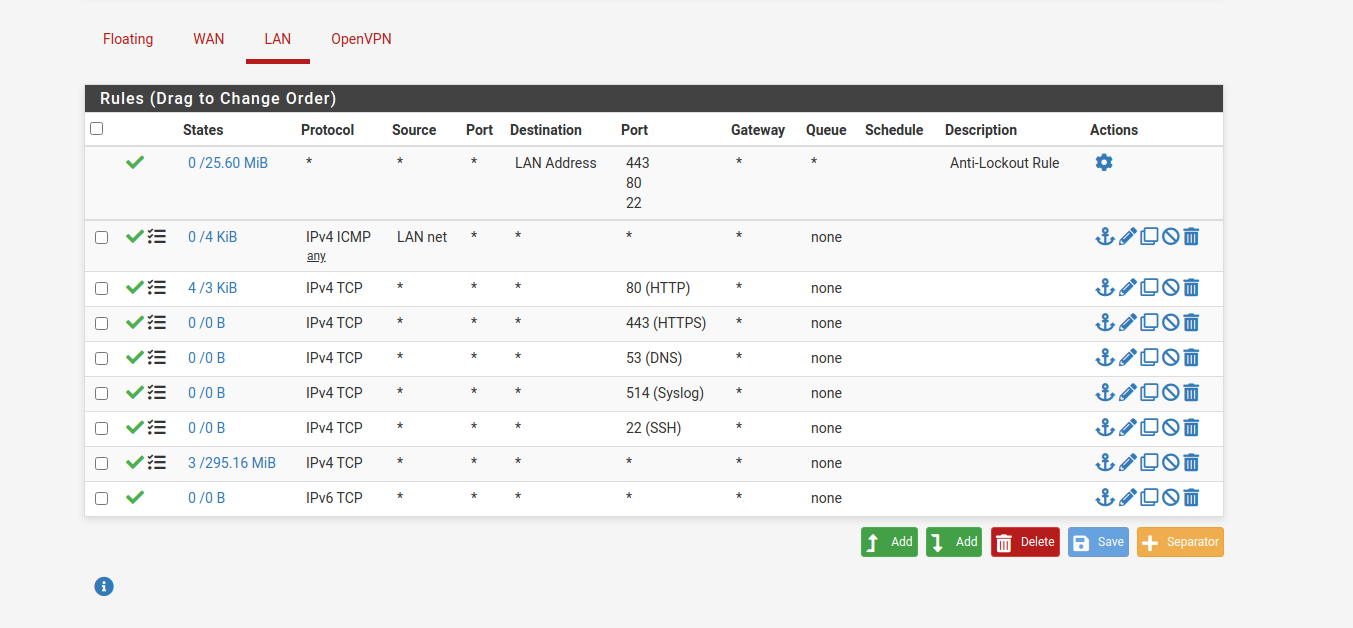 Floating WAN LAN OpenVPN
Rules (Drag to Change Order)
States Protocol Source Port Destination Port Gateway Queue Schedule Description Actions
0 /25.60 MiB * * * LAN Address 443 * * Anti-Lockout Rule
80
22
0 /4 KiB IPv4 ICMP LAN net * * * * none
any
4 /3 KiB IPv4 TCP * * * 80 (HTTP) * none
0 /0 B IPv4 TCP * * * 443 (HTTPS) * none
0 /0 B IPv4 TCP * * * 53 (DNS) * none
0 /0 B IPv4 TCP * * * 514 (Syslog) * none
0 /0 B IPv4 TCP * * * 22 (SSH) * none
3 /295.16 MiB IPv4 TCP * * * * * none
0 /0 B IPv6 TCP * * * * * none
Add Add Delete Save Separator